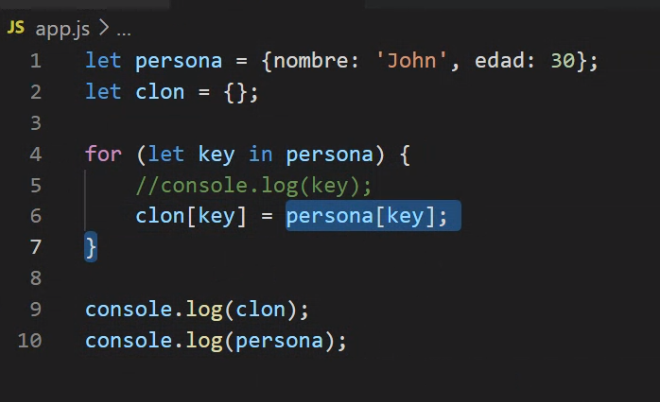 JS app.js > ...
1 let persona = {nombre: 'John', edad: 30};
2 let clon = {};
3
4 for (let key in persona) {
5     //console.log(key);
6     clon[key] = persona[key];
7 }
8
9 console.log(clon);
10 console.log(persona);